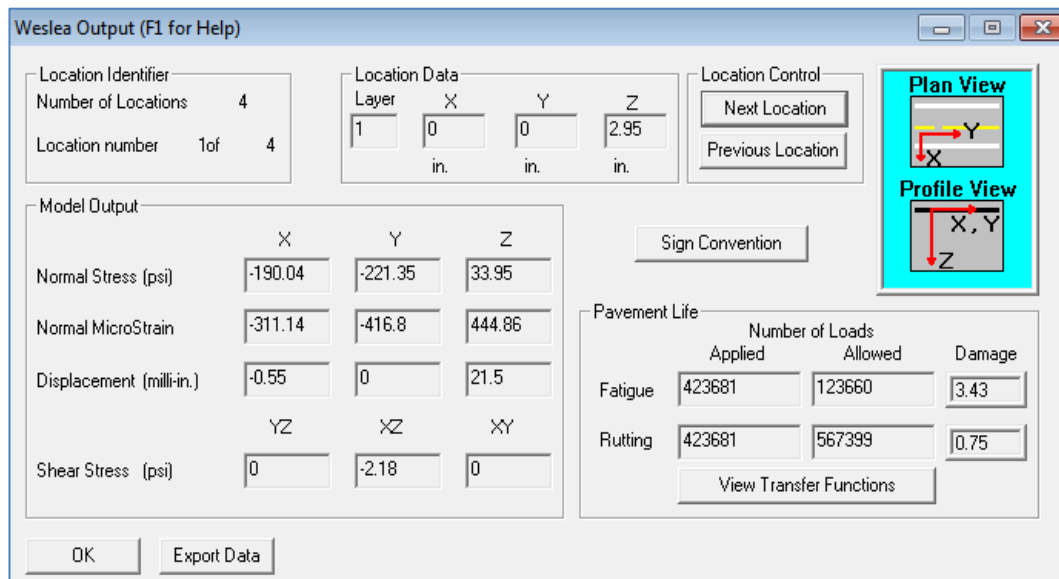 Weslea Output (F1 for Help)
Location Identifier
Number of Locations 4
Location number 1of 4
Location Data
Layer X Y Z
1 0 0 2.95
in. in. in.
Location Control
Next Location
Previous Location
Plan View
Y
X
Profile View
X, Y
Z
Model Output
X Y Z
Normal Stress (psi) -190.04 -221.35 33.95
Normal MicroStrain -311.14 -416.8 444.86
Displacement (milli-in.) -0.55 0 21.5
YZ XZ XY
Shear Stress (psi) 0 -2.18 0
Sign Convention
Pavement Life
Number of Loads
Applied Allowed Damage
Fatigue 423681 123660 3.43
Rutting 423681 567399 0.75
View Transfer Functions
OK Export Data